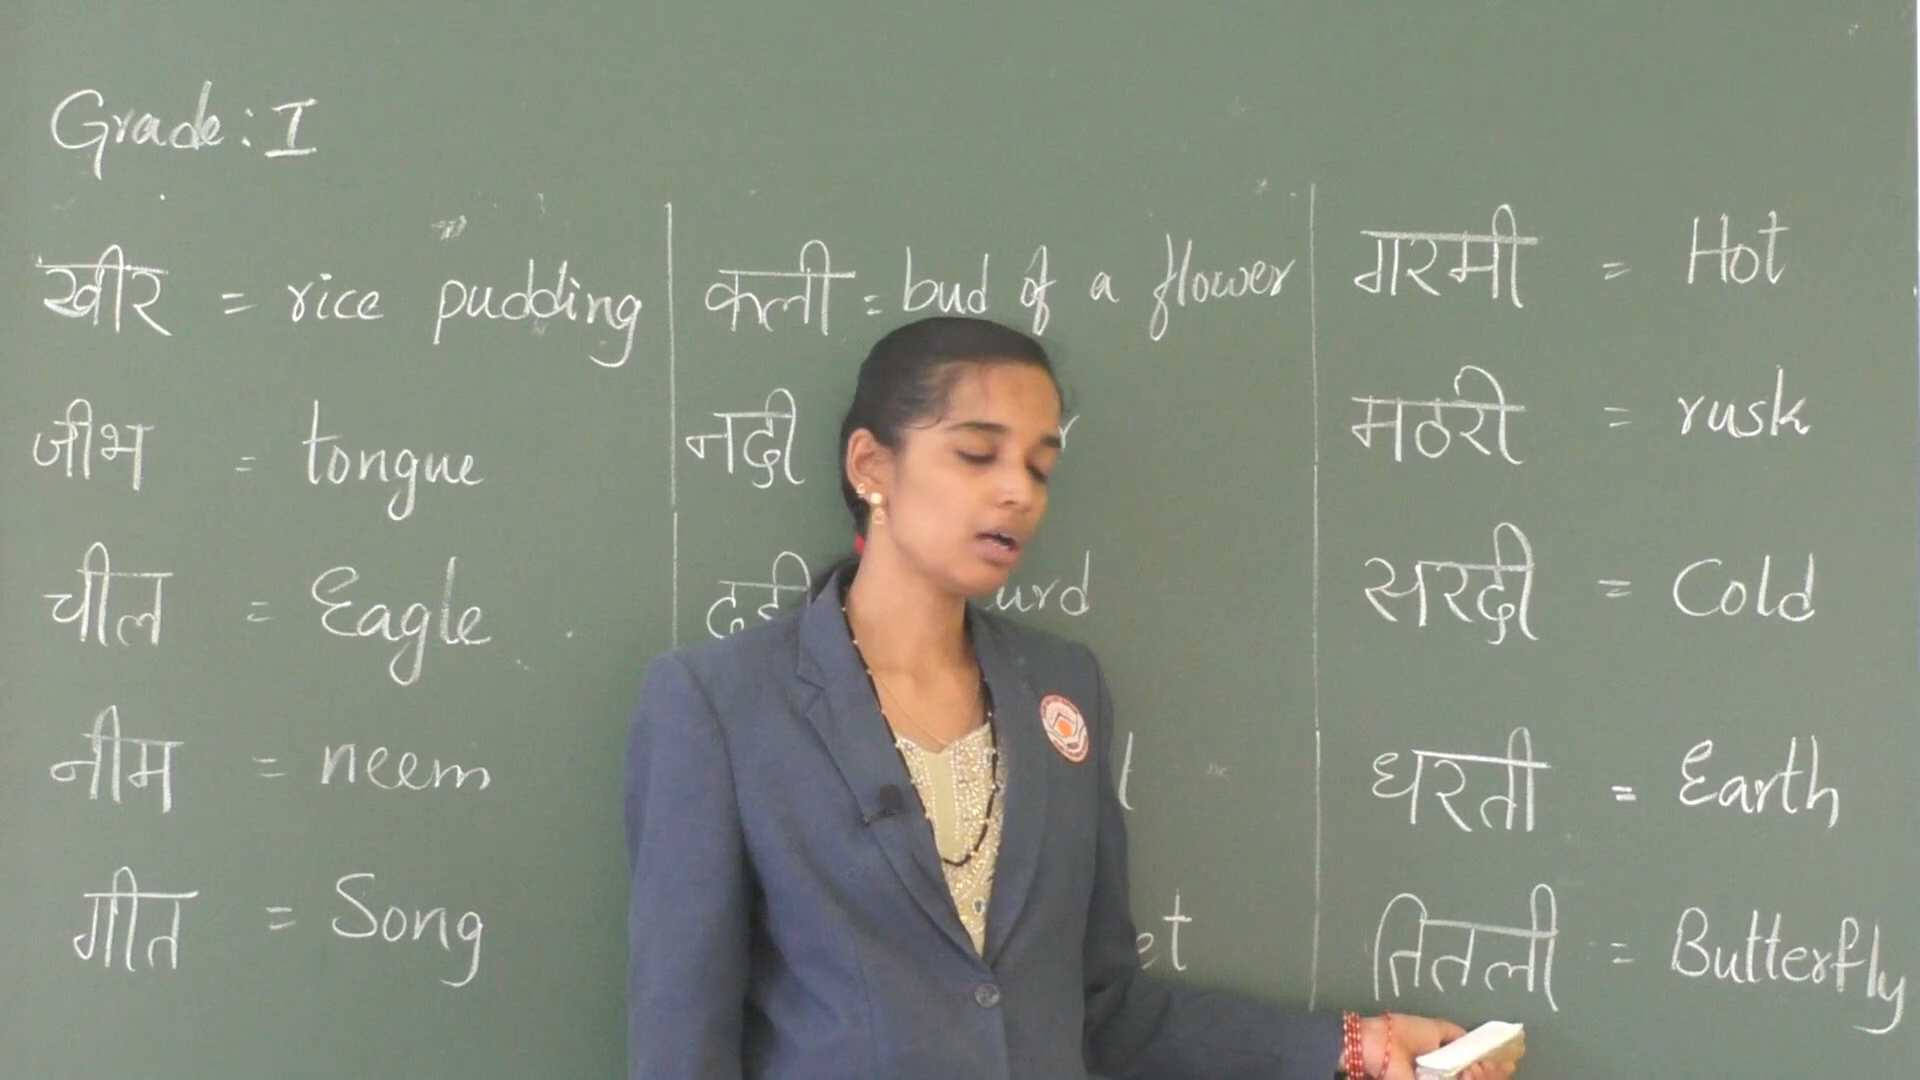 Grade: I
खीर = rice pudding
जीभ = tongue
चील = Eagle
नीम = neem
गीत = Song
कली = bud of a flower
नदी
गरमी = Hot
मठरी = rusk
सरदी = Cold
धरती = Earth
तितली = Butterfly